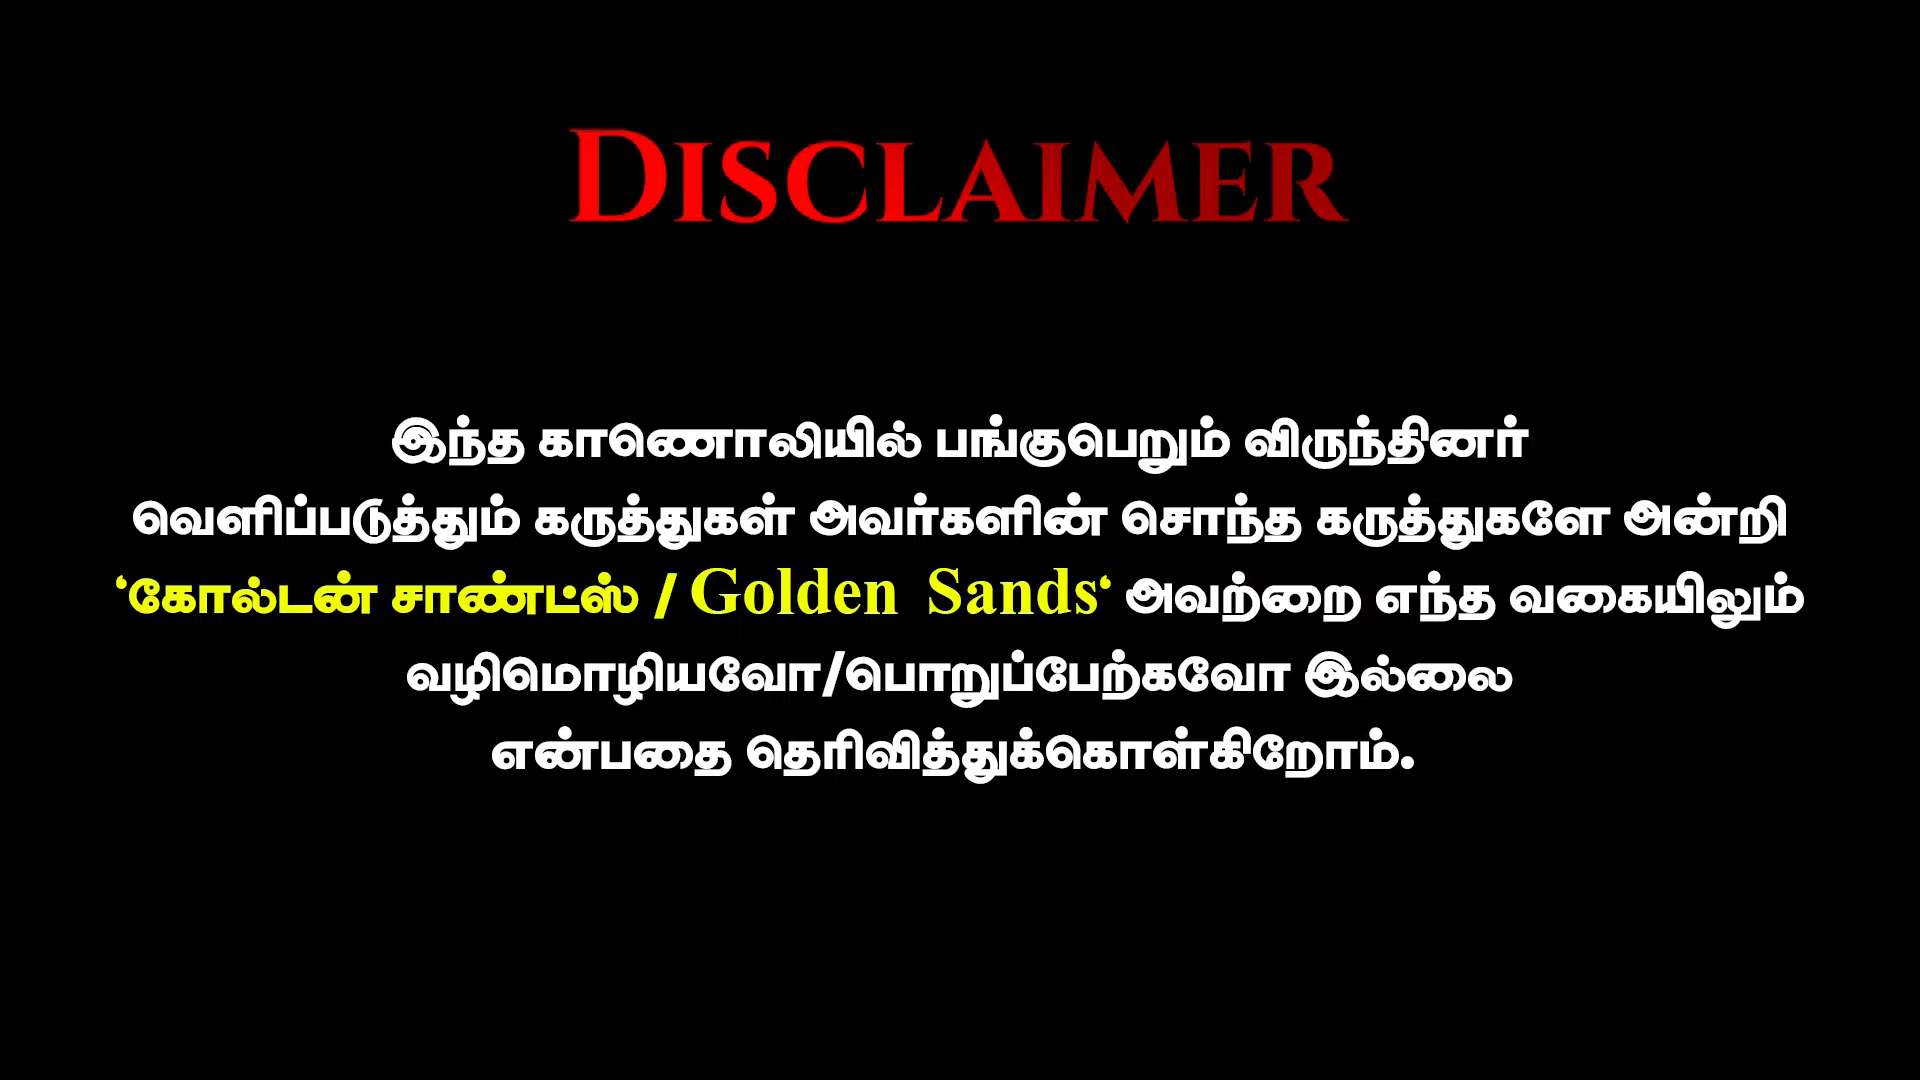 DISCLAIMER
இந்த காணொலியில் பங்குபெறும் விருந்தினர்
வெளிப்படுத்தும் கருத்துகள் அவர்களின் சொந்த கருத்துகளே அன்றி
‘கோல்டன் சாண்ட்ஸ் / Golden Sands‘ அவற்றை எந்த வகையிலும்
வழிமொழியவோ/பொறுப்பேற்கவோ இல்லை
என்பதை தெரிவித்துக்கொள்கிறோம்.